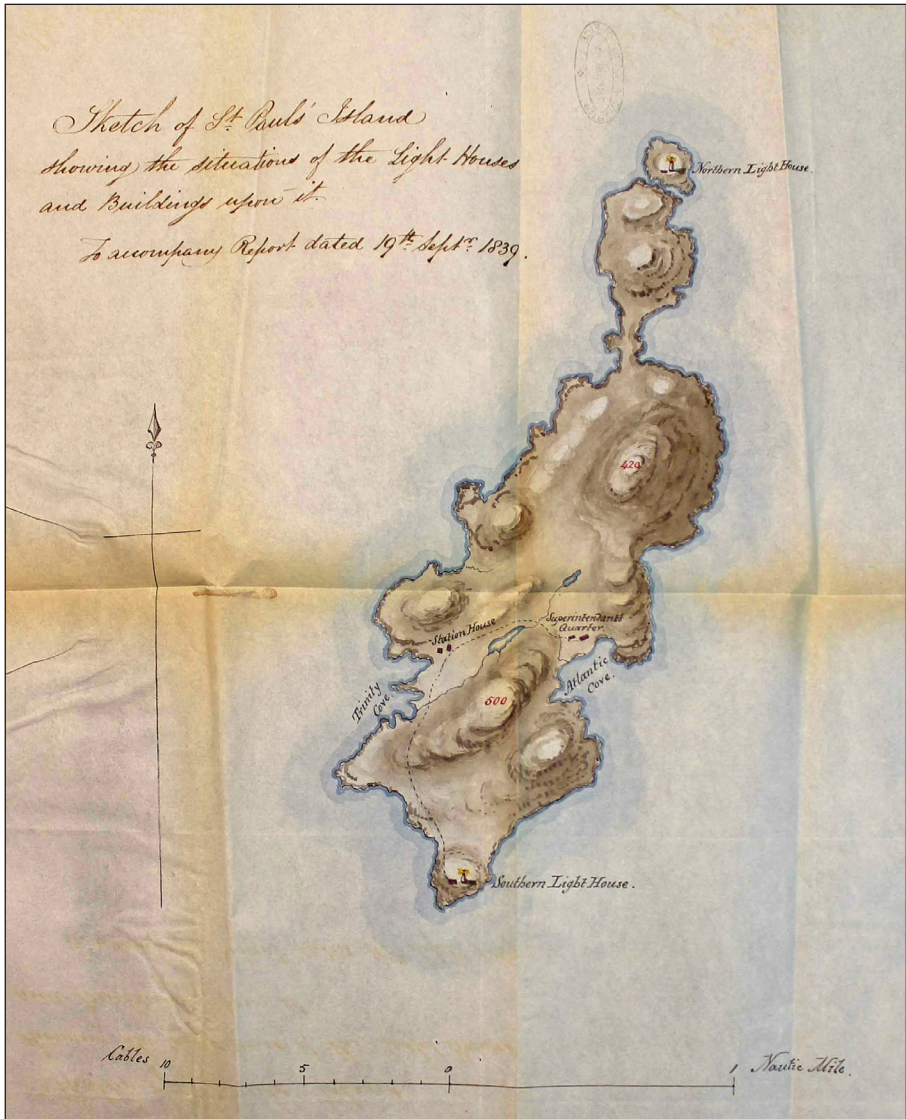 Sketch of St. Pauls' Island
showing the situations of the Light Houses
and Buildings upon it.
To accompany Report dated 19th Septr. 1839.
Northern Light House.
420
Superintendants
Quarter.
Station House
Trinity
Cove
Atlantic
Cove.
500
Southern Light House.
Cables 10 5 0 1 Nautic Mile.